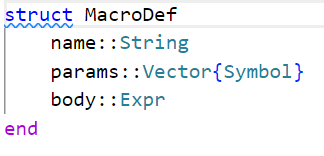 struct MacroDef
    name::String
    params::Vector{Symbol}
    body::Expr
end